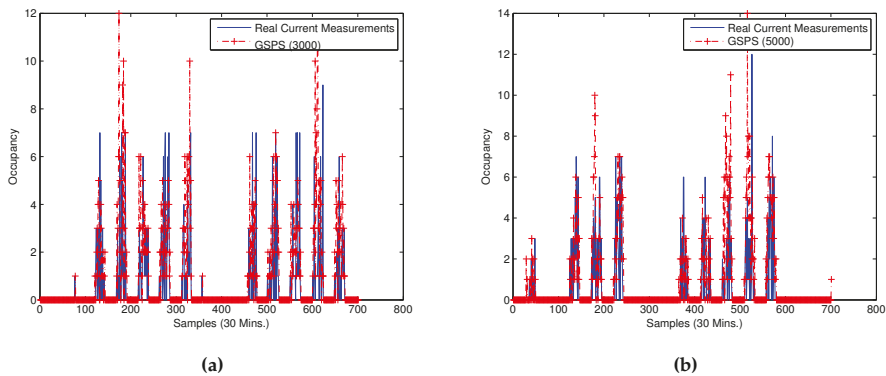 12
10
8
6
4
2
0
Occupancy
0 100 200 300 400 500 600 700 800
Samples (30 Mins.)
Real Current Measurements
GSPS (3000)
(a)
14
12
10
8
6
4
2
0
Occupancy
0 100 200 300 400 500 600 700 800
Samples (30 Mins.)
Real Current Measurements
GSPS (5000)
(b)